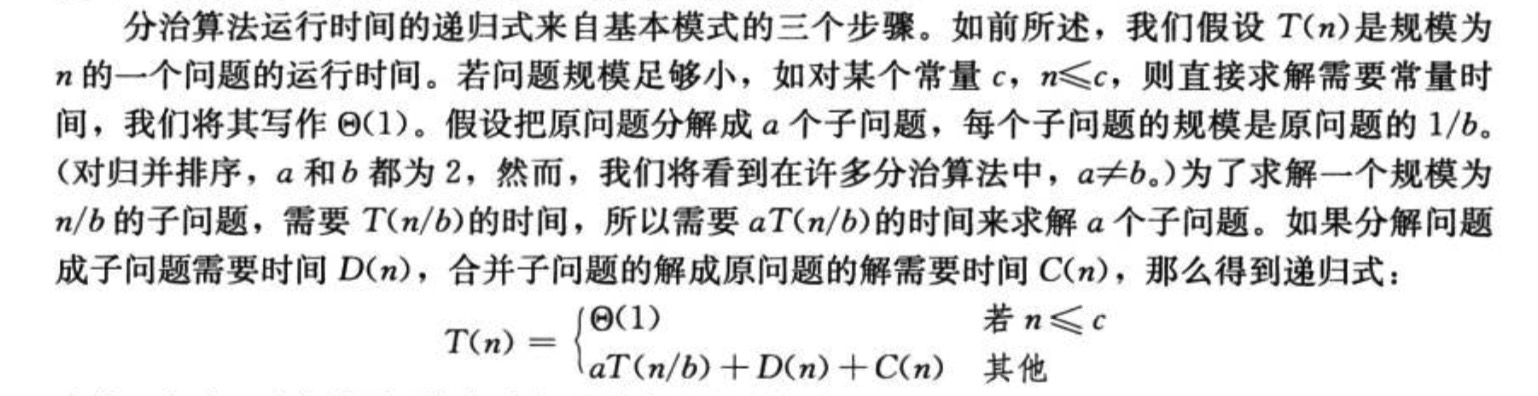 分治算法运行时间的递归式来自基本模式的三个步骤。如前所述，我们假设 T(n)是规模为
n 的一个问题的运行时间。若问题规模足够小，如对某个常量 c，n⩽c，则直接求解需要常量时
间，我们将其写作 Θ(1)。假设把原问题分解成 a 个子问题，每个子问题的规模是原问题的 1/b。
(对归并排序，a 和 b 都为 2，然而，我们将看到在许多分治算法中，a≠b。)为了求解一个规模为
n/b 的子问题，需要 T(n/b)的时间，所以需要 aT(n/b)的时间来求解 a 个子问题。如果分解问题
成子问题需要时间 D(n)，合并子问题的解成原问题的解需要时间 C(n)，那么得到递归式：
T(n) = { Θ(1) 若 n⩽c
aT(n/b)+D(n)+C(n) 其他